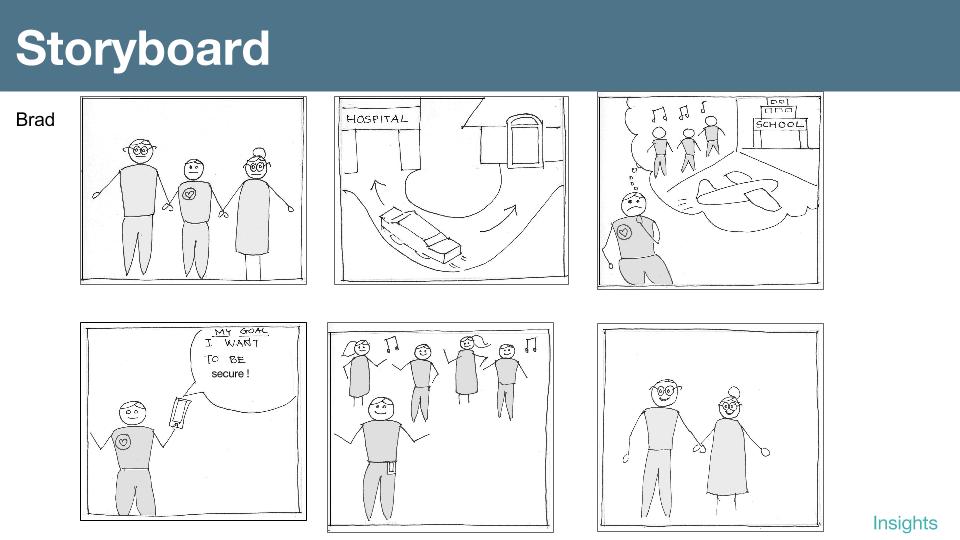 Storyboard
Brad
HOSPITAL
SCHOOL
MY GOAL
I WANT
TO BE
secure !
Insights